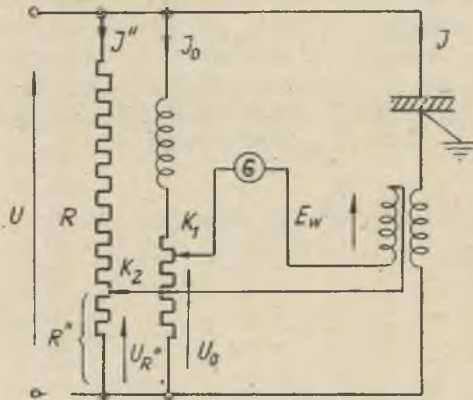 J" J₀ J
G
U R K₁ E_W
K₂
R" U_R" U₀